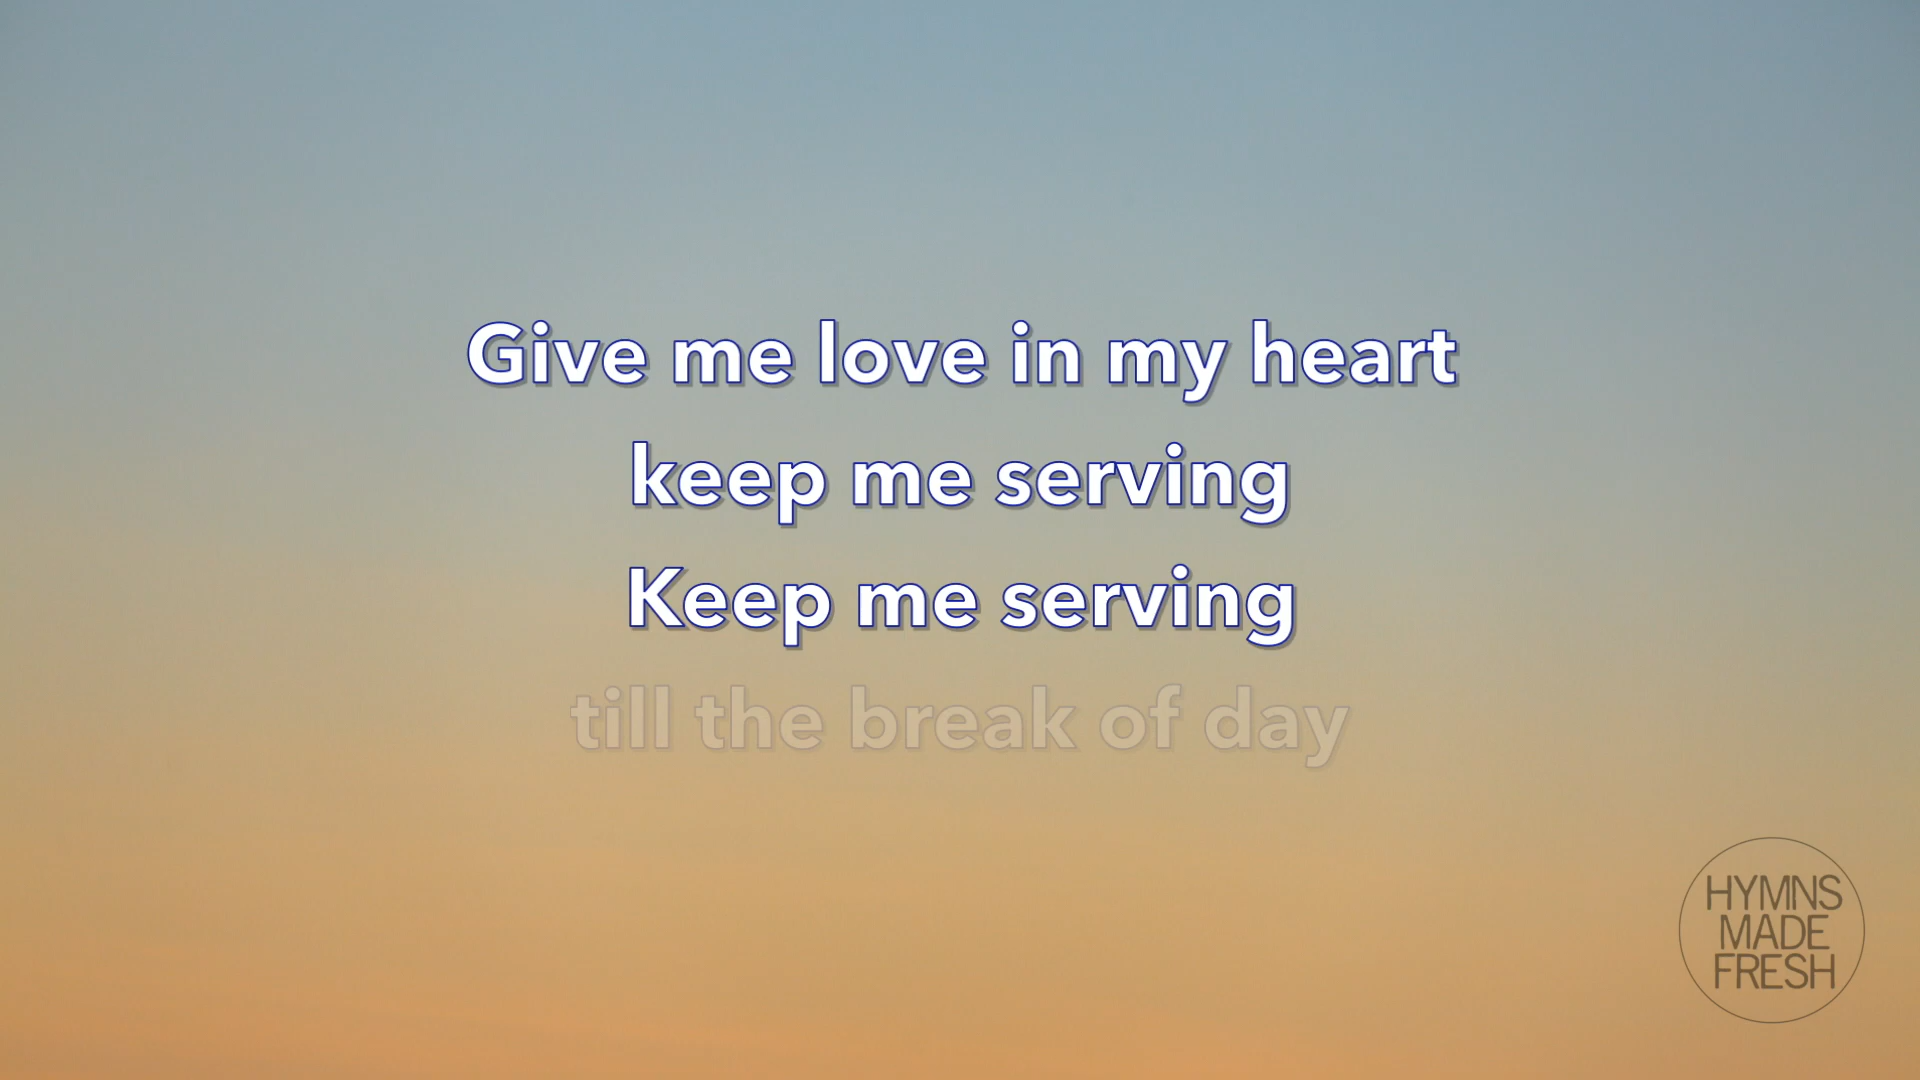 Give me love in my heart
keep me serving
Keep me serving
till the break of day
HYMNS
MADE
FRESH